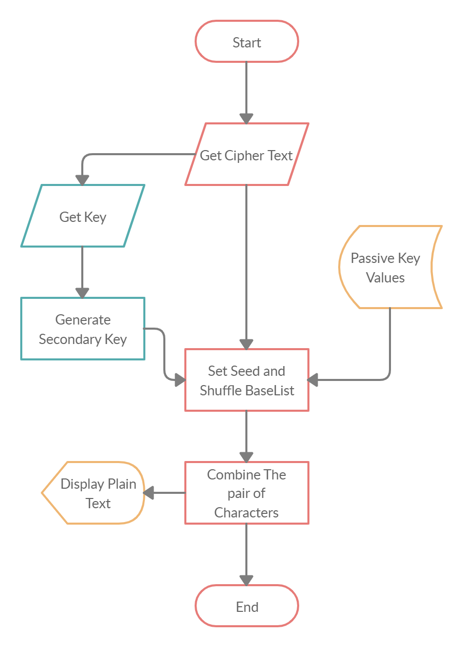 Start
Get Cipher Text
Get Key
Passive Key
Values
Generate
Secondary Key
Set Seed and
Shuffle BaseList
Display Plain
Text
Combine The
pair of
Characters
End